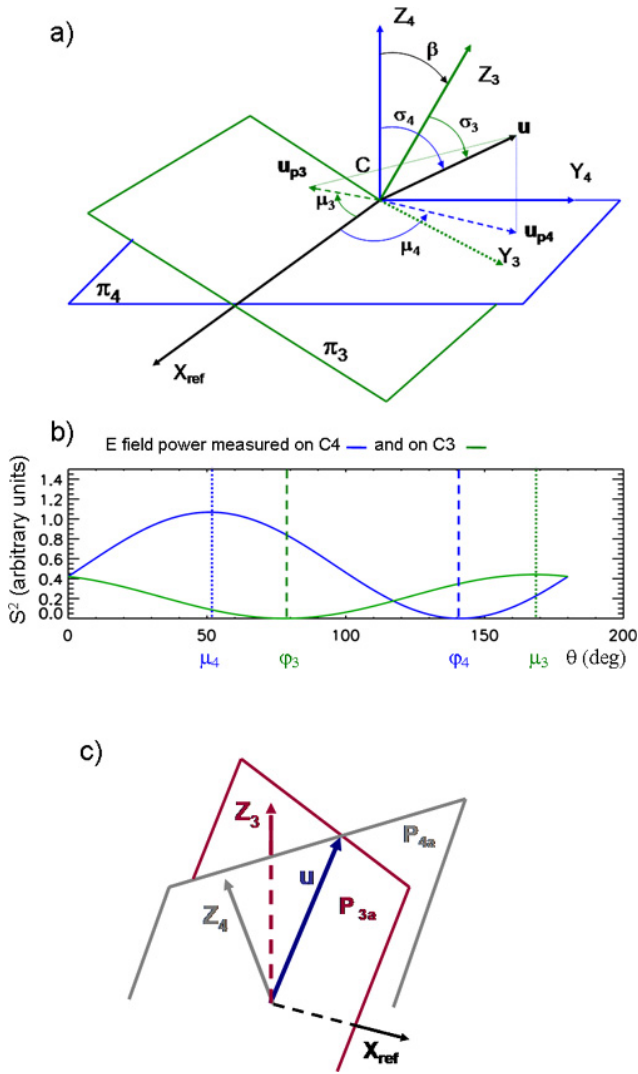 a)
Z4
β
Z3
σ4
σ3
u
C
up3
Y4
μ3
up4
μ4
Y3
π4
π3
Xref
b)
E field power measured on C4 and on C3
S² (arbitrary units)
1.4
1.2
1.0
0.8
0.6
0.4
0.2
0.0
0 50 100 150 200
μ4 φ3 φ4 μ3 θ (deg)
c)
Z3
P4a
u
Z4
P3a
Xref